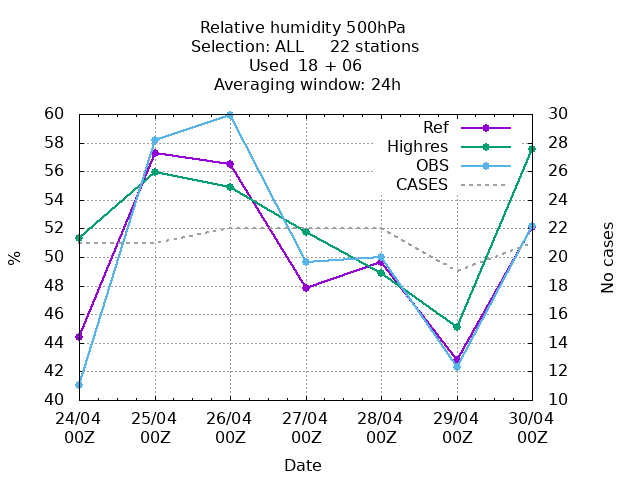 Relative humidity 500hPa
Selection: ALL 22 stations
Used 18 + 06
Averaging window: 24h
60
58
56
54
52
50
48
46
44
42
40
%
30
28
26
24
22
20
18
16
14
12
10
No cases
Ref
Highres
OBS
CASES
24/04 25/04 26/04 27/04 28/04 29/04 30/04
00Z 00Z 00Z 00Z 00Z 00Z 00Z
Date